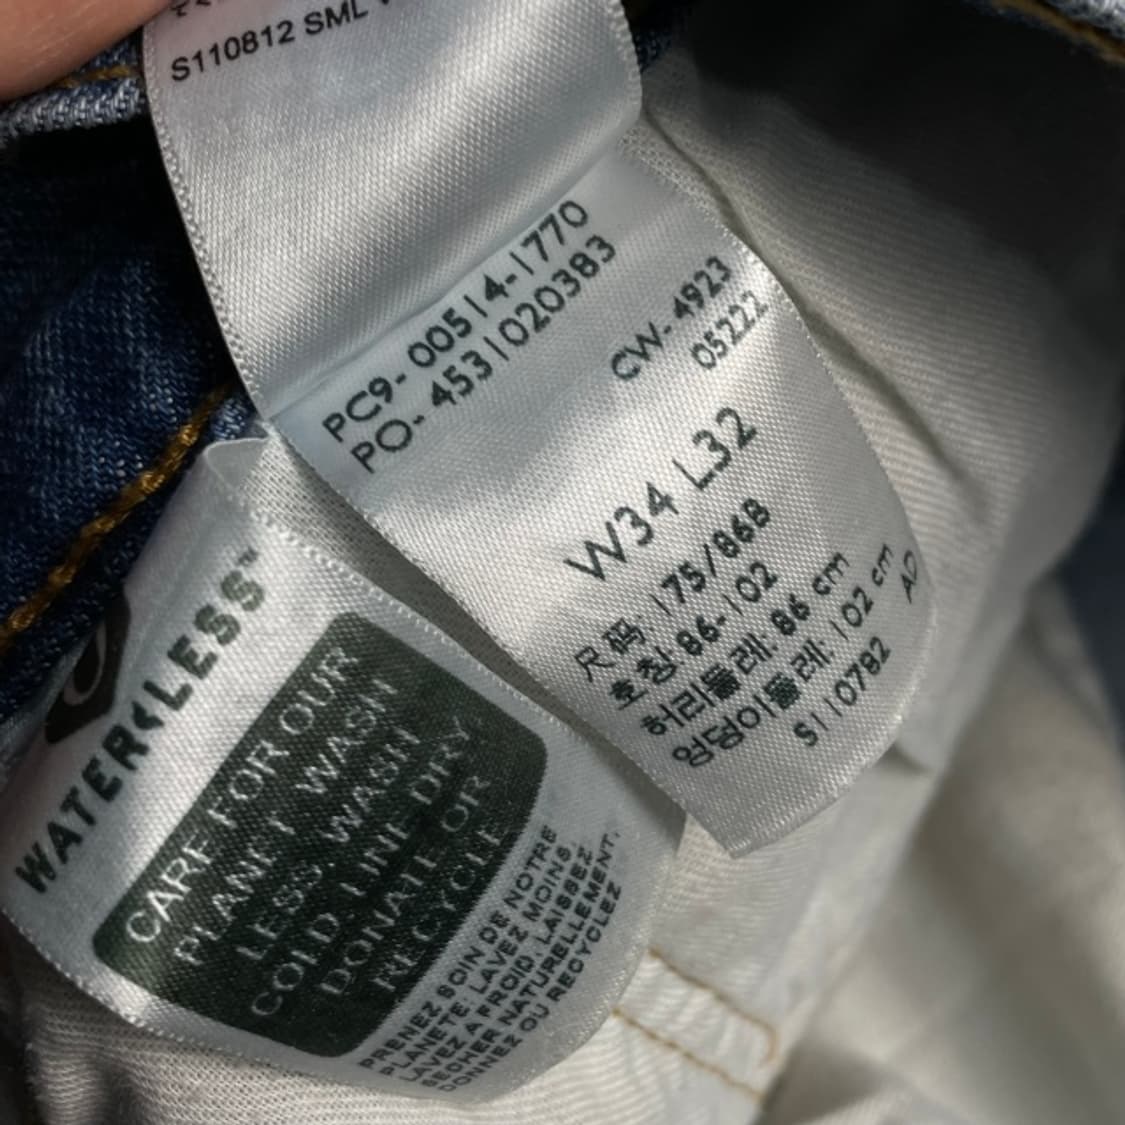 S110812 SML
PC9- 00514-1770
PO- 4531020383
CW- 4923
05222
W34 L32
尺码 175/86B
호칭 86-102
허리둘레: 86 cm
엉덩이둘레: 102 cm
AD
S110782
WATER<LESS™
CARE FOR OUR
PLANET WASH
LESS, WASH
COLD, LINE DRY,
DONATE OR
RECYCLE
PRENEZ SOIN DE NOTRE
PLANÈTE: LAVEZ MOINS,
LAVEZ A FROID, LAISSEZ
SÉCHER NATURELLEMENT,
DONNEZ OU RECYCLEZ